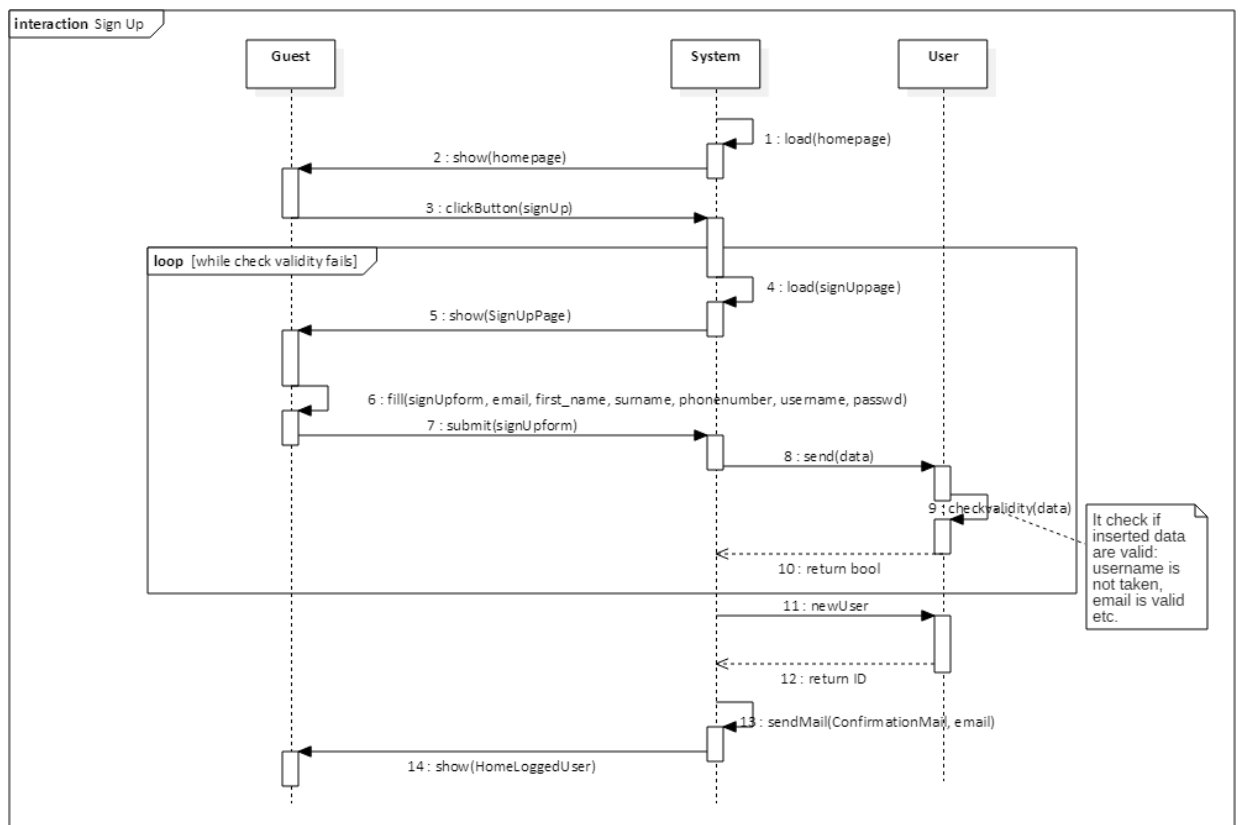 interaction Sign Up
Guest
System
User
1 : load(homepage)
2 : show(homepage)
3 : clickButton(signUp)
loop [while check validity fails]
4 : load(signUppage)
5 : show(SignUpPage)
6 : fill(signUpform, email, first_name, surname, phonenumber, username, passwd)
7 : submit(signUpform)
8 : send(data)
9 : checkvalidity(data)
It check if
inserted data
are valid:
username is
not taken,
email is valid
etc.
10 : return bool
11 : newUser
12 : return ID
13 : sendMail(ConfirmationMail, email)
14 : show(HomeLoggedUser)